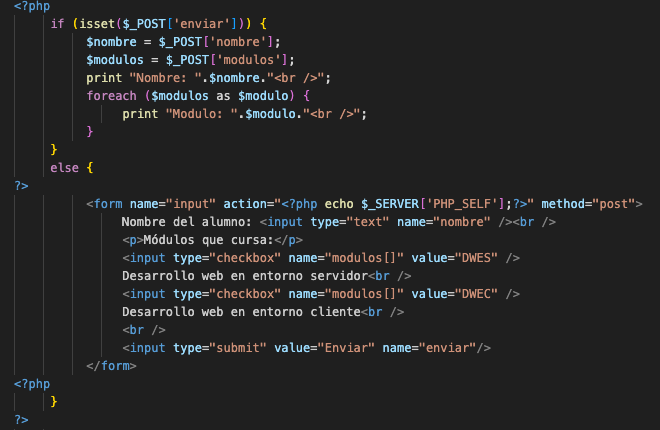 <?php
if (isset($_POST['enviar'])) {
$nombre = $_POST['nombre'];
$modulos = $_POST['modulos'];
print "Nombre: ".$nombre."<br />";
foreach ($modulos as $modulo) {
print "Modulo: ".$modulo."<br />";
}
}
else {
?>
<form name="input" action="<?php echo $_SERVER['PHP_SELF'];?>" method="post">
Nombre del alumno: <input type="text" name="nombre" /><br />
<p>Módulos que cursa:</p>
<input type="checkbox" name="modulos[]" value="DWES" />
Desarrollo web en entorno servidor<br />
<input type="checkbox" name="modulos[]" value="DWEC" />
Desarrollo web en entorno cliente<br />
<br />
<input type="submit" value="Enviar" name="enviar"/>
</form>
<?php
}
?>